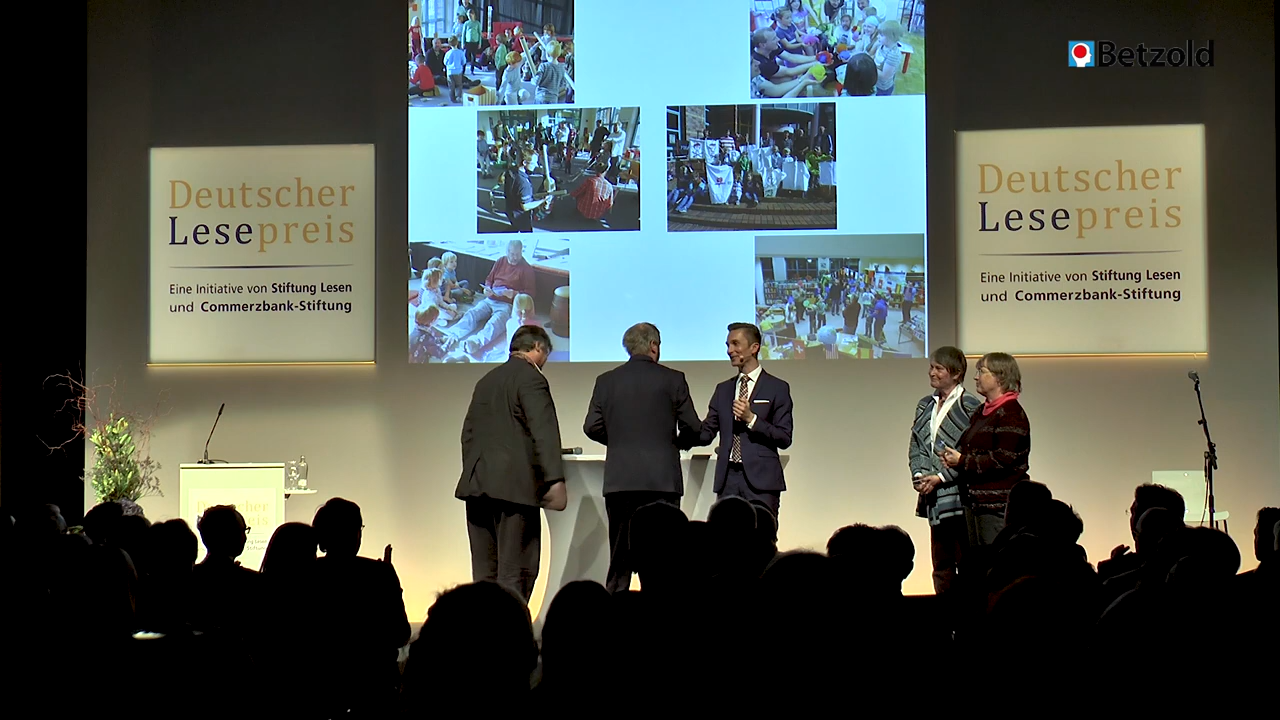 Betzold
Deutscher
Lesepreis
Eine Initiative von Stiftung Lesen
und Commerzbank-Stiftung
Deutscher
Lesepreis
Eine Initiative von Stiftung Lesen
und Commerzbank-Stiftung